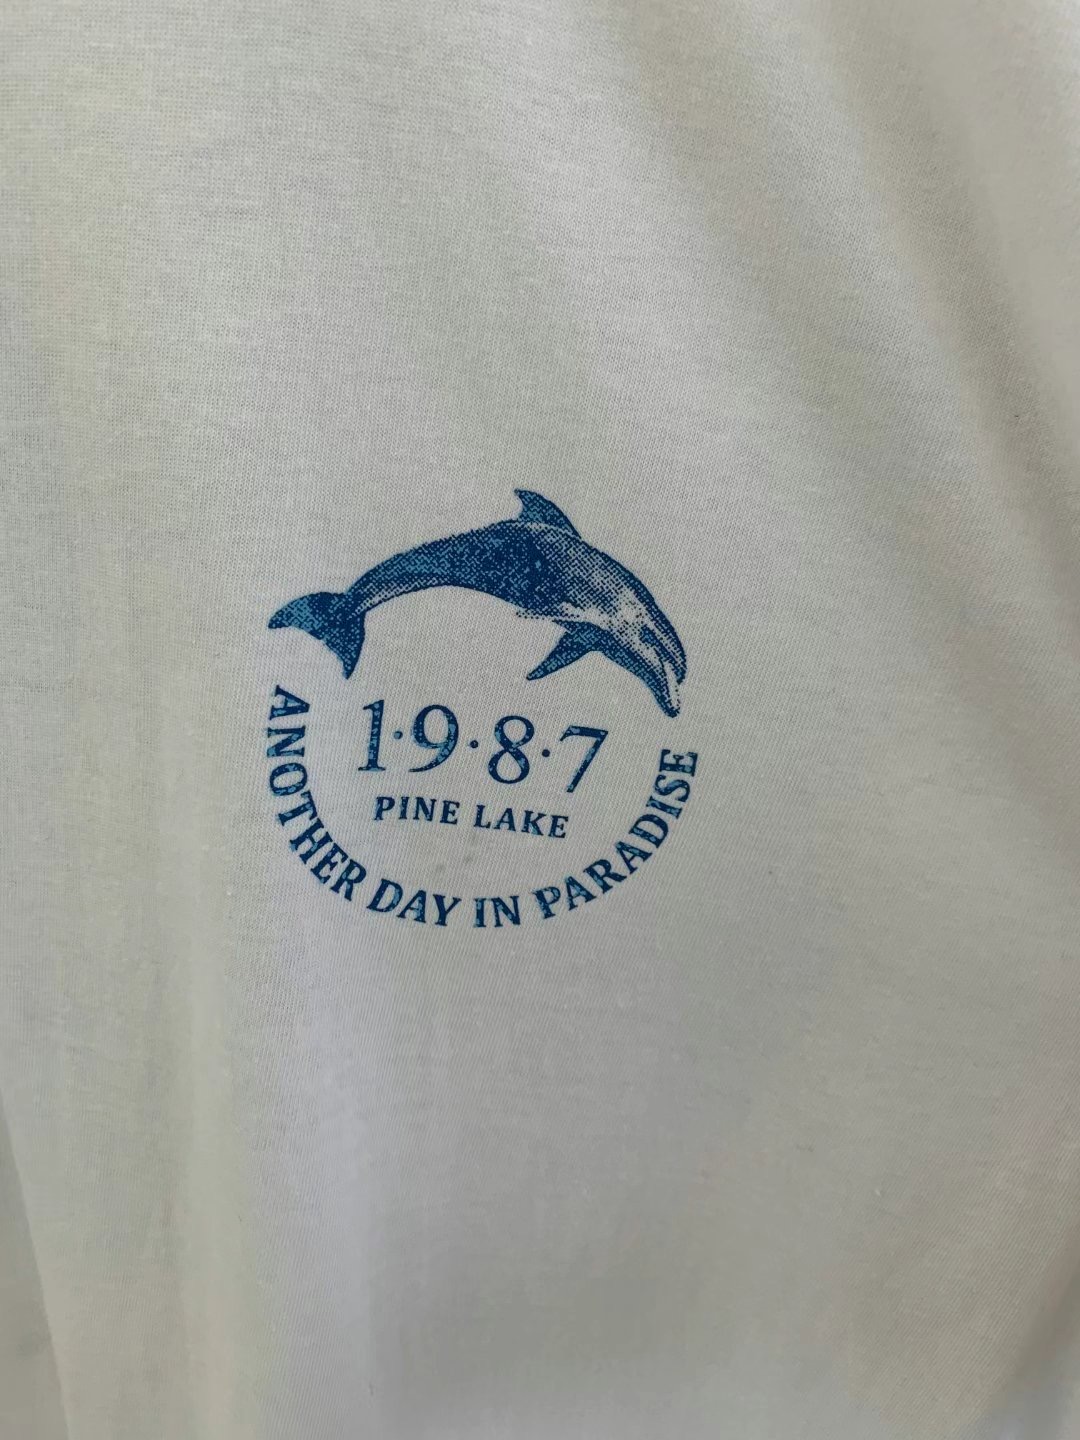 1·9·8·7
PINE LAKE
ANOTHER DAY IN PARADISE